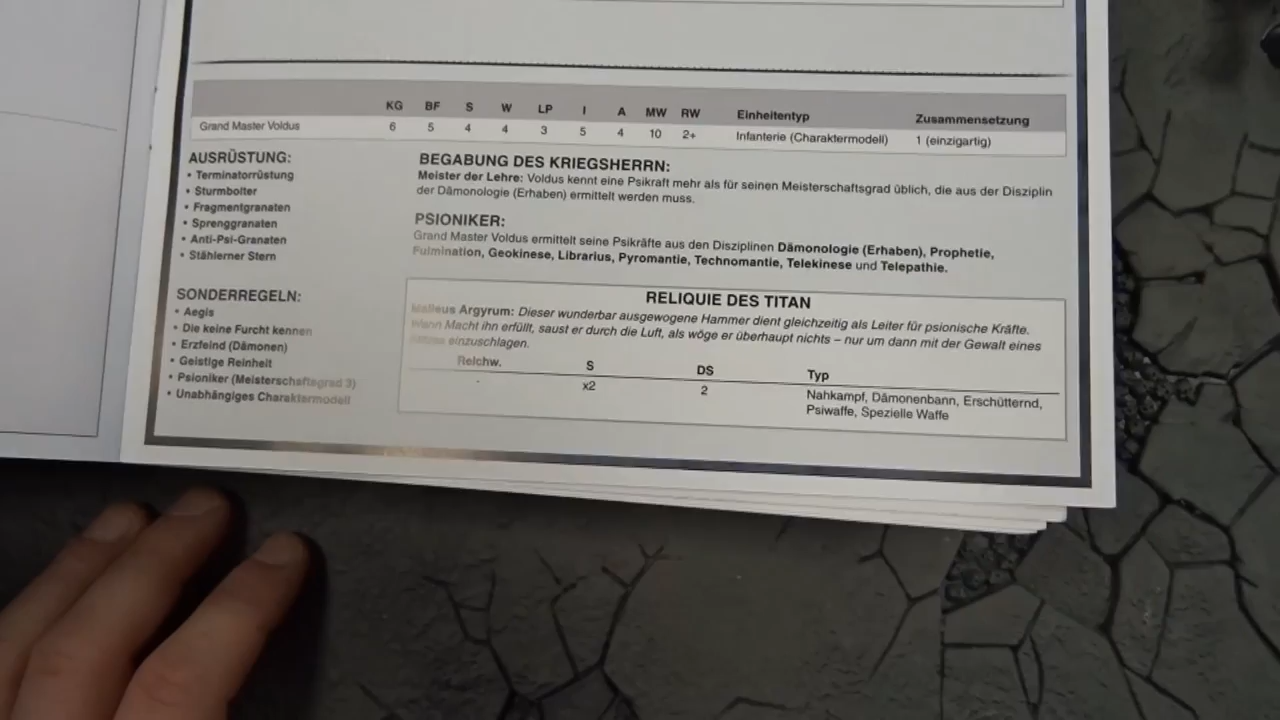 KG BF S W LP I A MW RW Einheitentyp Zusammensetzung
Grand Master Voldus 6 5 4 4 3 5 4 10 2+ Infanterie (Charaktermodell) 1 (einzigartig)
AUSRÜSTUNG:
• Terminatorrüstung
• Sturmbolter
• Fragmentgranaten
• Sprenggranaten
• Anti-Psi-Granaten
• Stählerner Stern
SONDERREGELN:
• Aegis
• Die keine Furcht kennen
• Erzfeind (Dämonen)
• Geistige Reinheit
• Psioniker (Meisterschaftsgrad 3)
• Unabhängiges Charaktermodell
BEGABUNG DES KRIEGSHERRN:
Meister der Lehre: Voldus kennt eine Psikraft mehr als für seinen Meisterschaftsgrad üblich, die aus der Disziplin
der Dämonologie (Erhaben) ermittelt werden muss.
PSIONIKER:
Grand Master Voldus ermittelt seine Psikräfte aus den Disziplinen Dämonologie (Erhaben), Prophetie,
Fulmination, Geokinese, Librarius, Pyromantie, Technomantie, Telekinese und Telepathie.
RELIQUIE DES TITAN
Malleus Argyrum: Dieser wunderbar ausgewogene Hammer dient gleichzeitig als Leiter für psionische Kräfte.
Wenn Macht ihn erfüllt, saust er durch die Luft, als wöge er überhaupt nichts – nur um dann mit der Gewalt eines
einzuschlagen.
Reichw. S DS Typ
- x2 2 Nahkampf, Dämonenbann, Erschütternd,
Psiwaffe, Spezielle Waffe